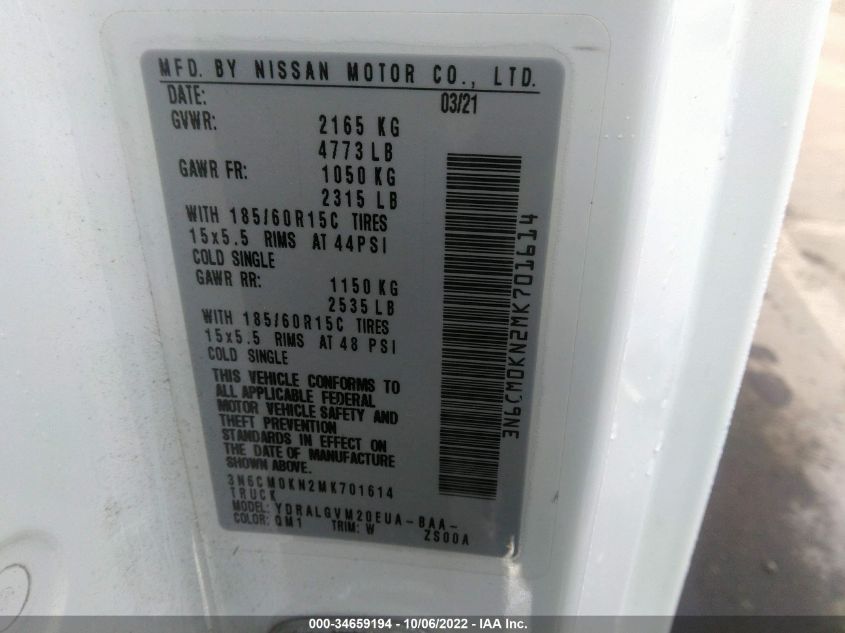 MFD. BY NISSAN MOTOR CO., LTD.
DATE: 03/21
GVWR: 2165 KG
4773 LB
GAWR FR: 1050 KG
2315 LB
WITH 185/60R15C TIRES
15x5.5 RIMS AT 44PSI
COLD SINGLE
GAWR RR: 1150 KG
2535 LB
WITH 185/60R15C TIRES
15x5.5 RIMS AT 48 PSI
COLD SINGLE
THIS VEHICLE CONFORMS TO
ALL APPLICABLE FEDERAL
MOTOR VEHICLE SAFETY AND
THEFT PREVENTION
STANDARDS IN EFFECT ON
THE DATE OF MANUFACTURE
SHOWN ABOVE.
3N6CM0KN2MK701614
TRUCK
MODEL: YDRALGVM20EUA-BAA-
ZS00A
COLOR: QM1 TRIM: W
3N6CM0KN2MK701614
000-34659194 - 10/06/2022 - IAA Inc.